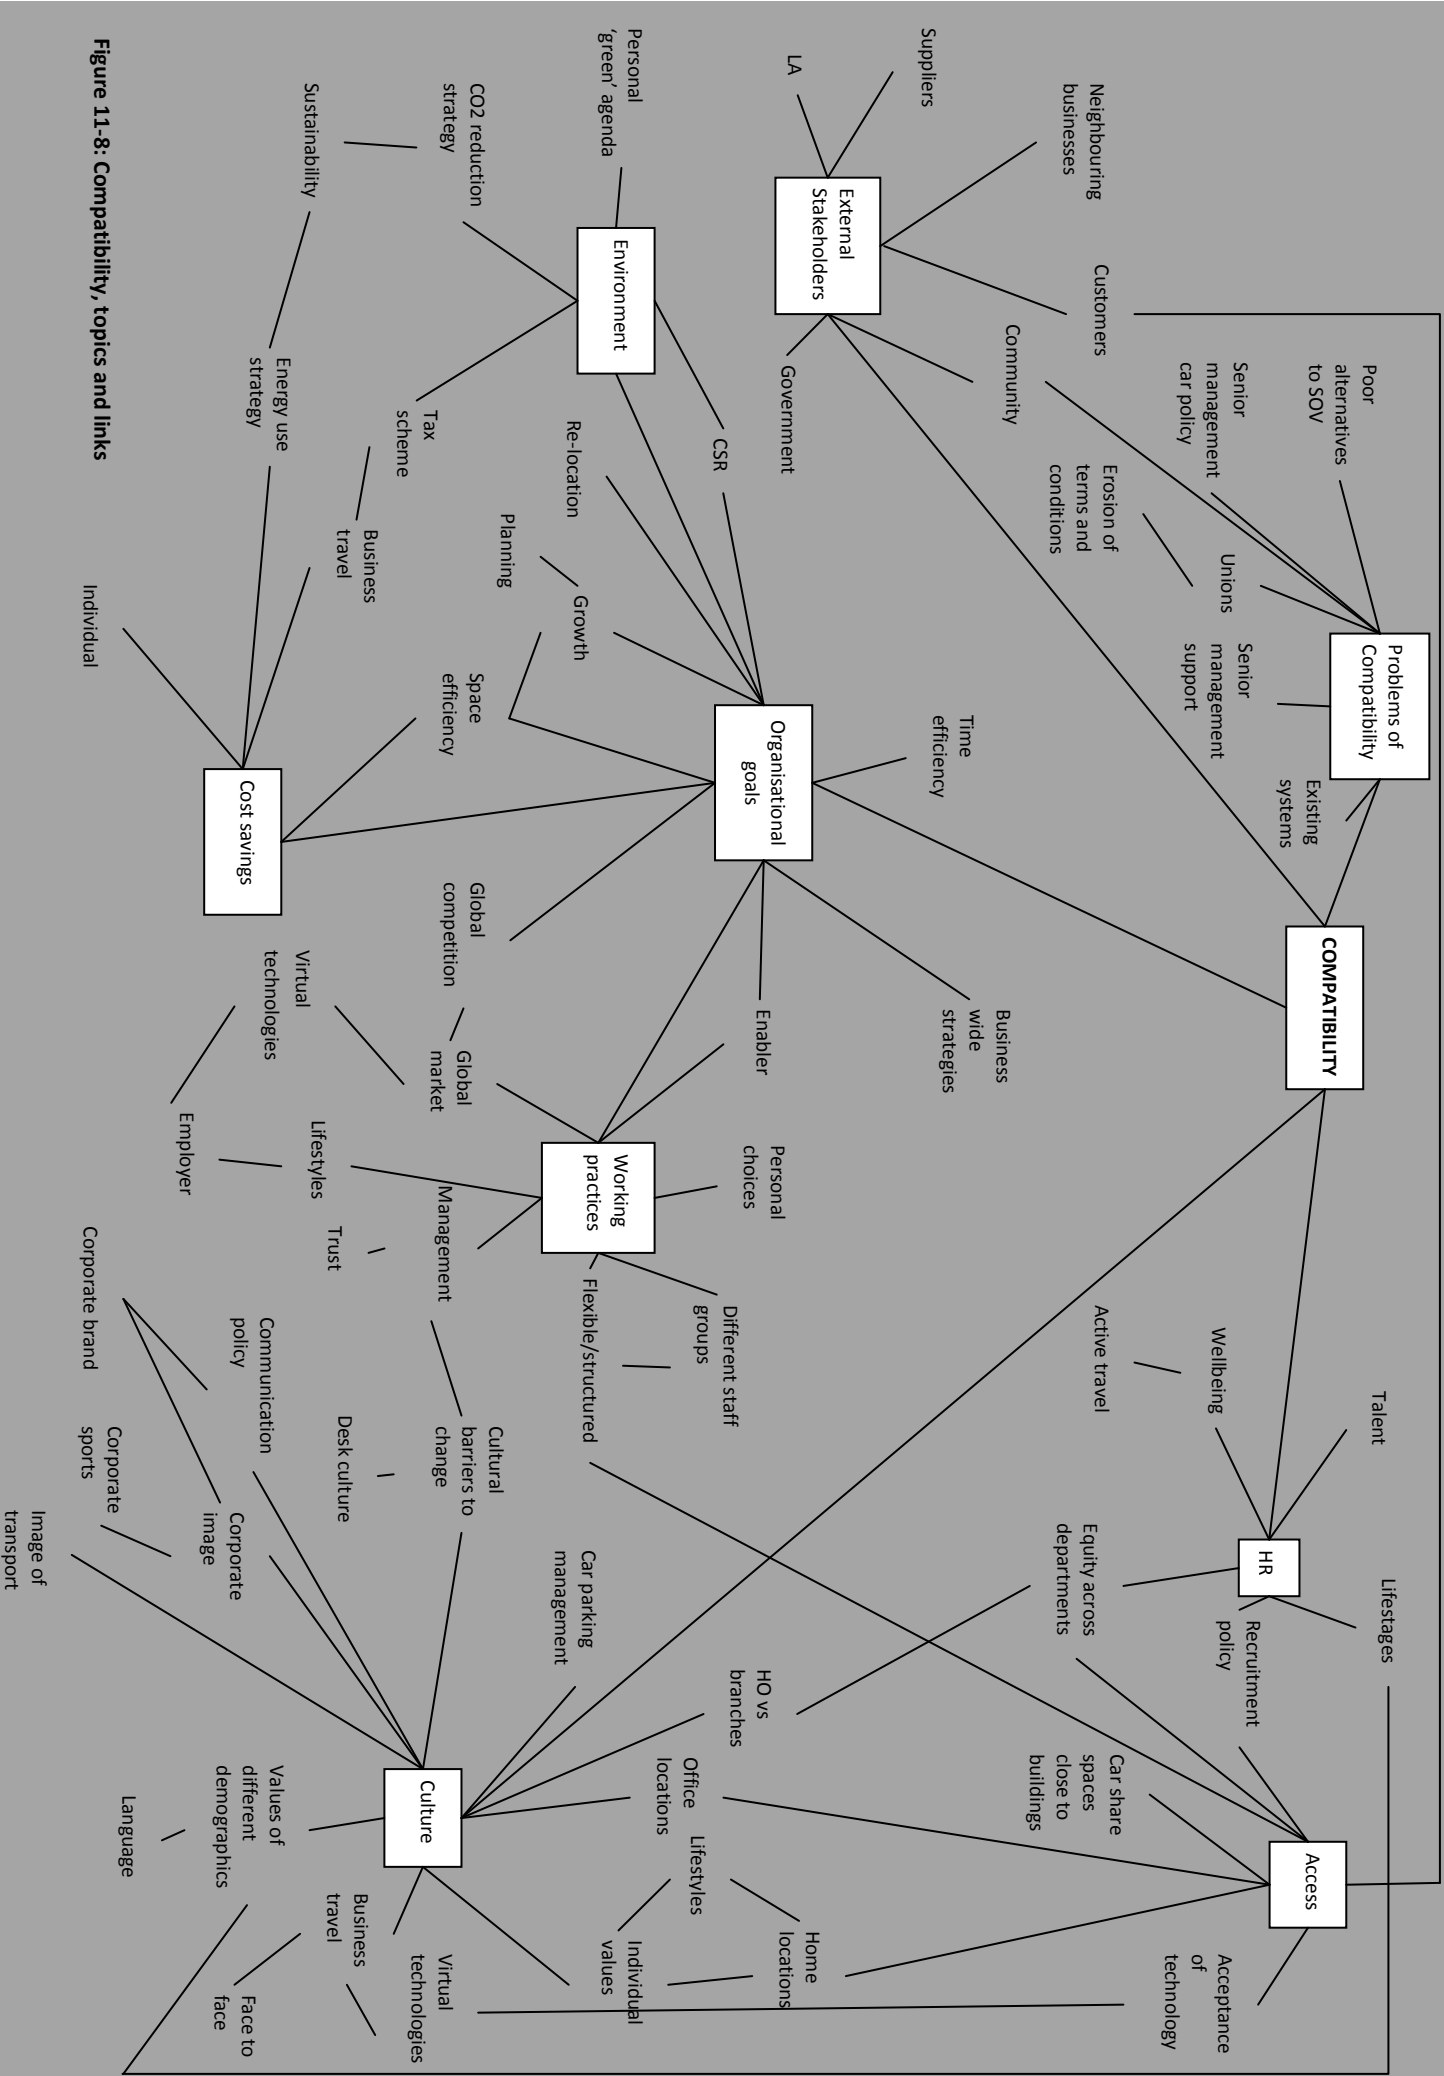 Problems of
Compatibility
COMPATIBILITY
Talent
Lifestages
HR
Access
Poor
alternatives
to SOV
Senior
management
car policy
Unions
Erosion of
terms and
conditions
Senior
management
support
Existing
systems
Wellbeing
Active travel
Recruitment
policy
Equity across
departments
Car share
spaces
close to
buildings
Acceptance
of
technology
Customers
Neighbouring
businesses
Community
Suppliers
LA
External
Stakeholders
Government
Time
efficiency
Business
wide
strategies
Organisational
goals
Enabler
Personal
choices
Different staff
groups
HO vs
branches
Office
locations
Lifestyles
Home
locations
Individual
values
CSR
Personal
‘green’ agenda
Environment
Re-location
Growth
Planning
Working
practices
Flexible/structured
Car parking
management
CO2 reduction
strategy
Tax
scheme
Space
efficiency
Global
competition
Global
market
Management
Cultural
barriers to
change
Culture
Virtual
technologies
Sustainability
Energy use
strategy
Business
travel
Virtual
technologies
Lifestyles
Trust
Desk culture
Business
travel
Cost savings
Employer
Communication
policy
Corporate
image
Values of
different
demographics
Face to
face
Individual
Corporate brand
Corporate
sports
Language
Image of
transport
Figure 11-8: Compatibility, topics and links